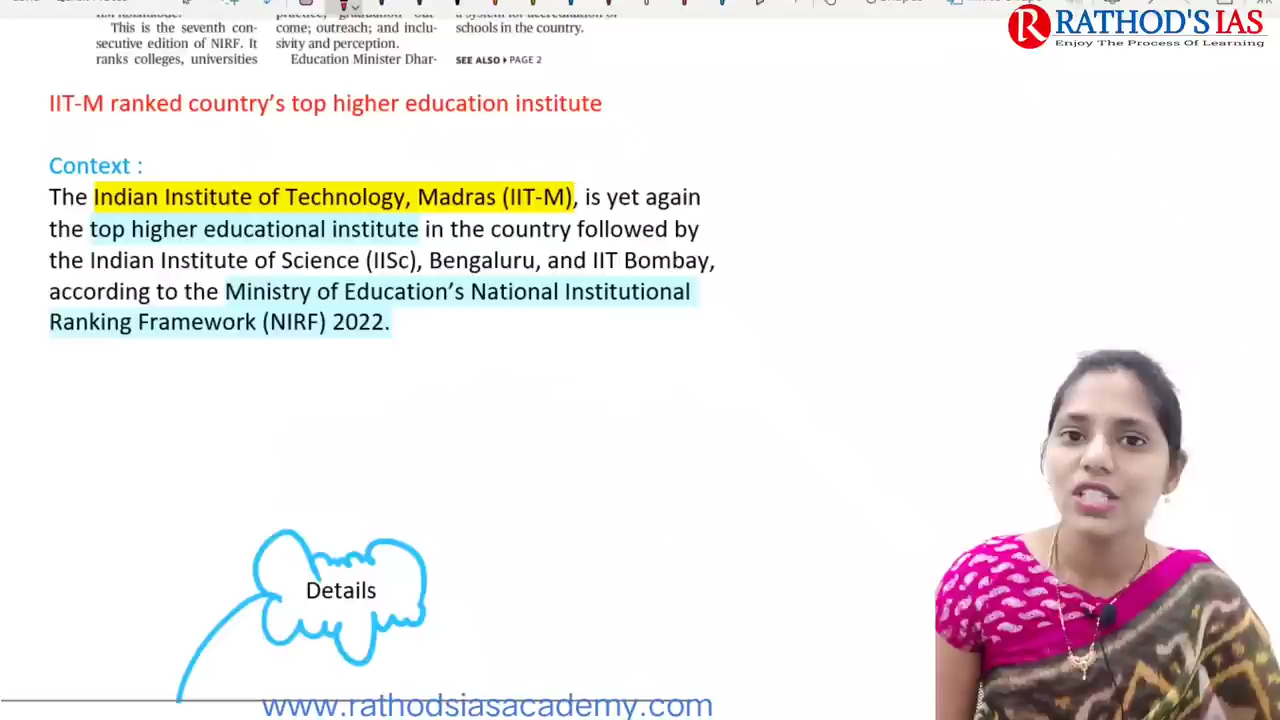 RATHOD'S IAS
Enjoy The Process Of Learning
This is the seventh con-
secutive edition of NIRF. It
ranks colleges, universities
come; outreach; and inclu-
sivity and perception.
Education Minister Dhar-
schools in the country.
SEE ALSO PAGE 2
IIT-M ranked country's top higher education institute
Context :
The Indian Institute of Technology, Madras (IIT-M), is yet again
the top higher educational institute in the country followed by
the Indian Institute of Science (IISc), Bengaluru, and IIT Bombay,
according to the Ministry of Education's National Institutional
Ranking Framework (NIRF) 2022.
Details
www.rathodsiasacademy.com